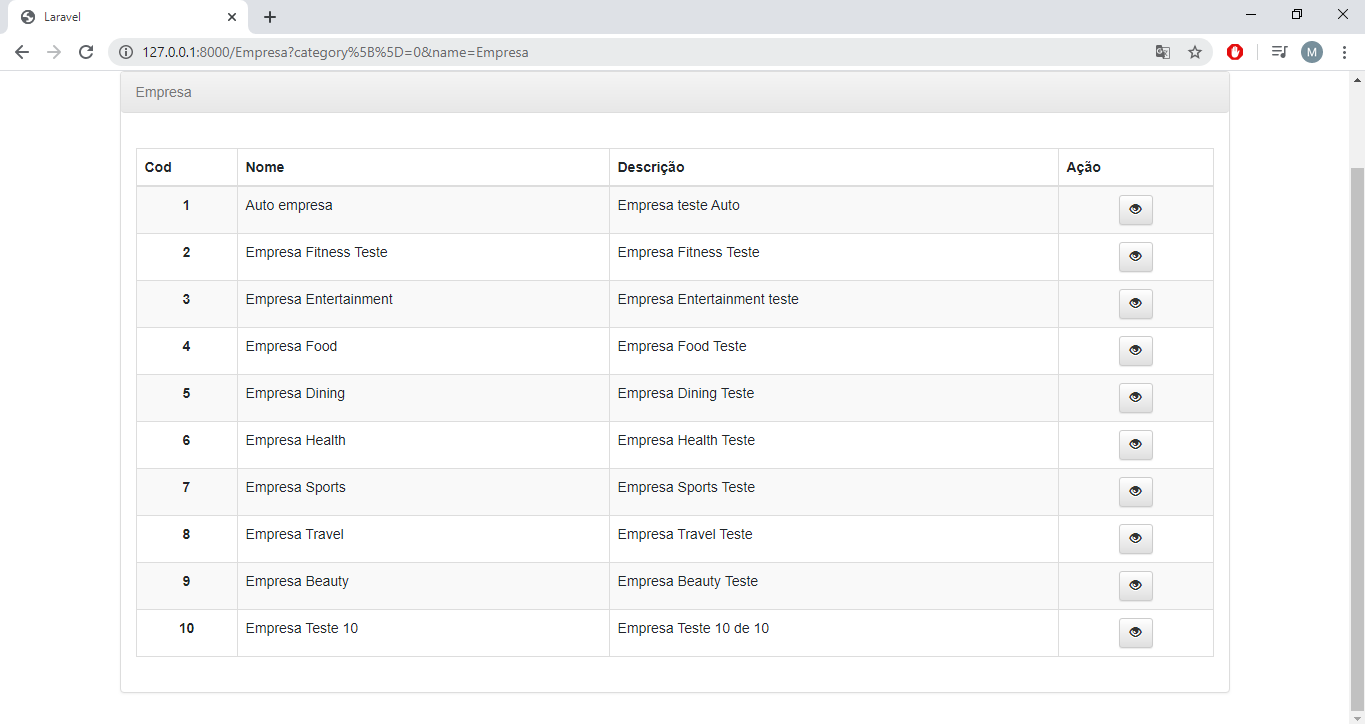 Laravel
127.0.0.1:8000/Empresa?category%5B%5D=0&name=Empresa
M
Empresa
Cod Nome Descrição Ação
1 Auto empresa Empresa teste Auto
2 Empresa Fitness Teste Empresa Fitness Teste
3 Empresa Entertainment Empresa Entertainment teste
4 Empresa Food Empresa Food Teste
5 Empresa Dining Empresa Dining Teste
6 Empresa Health Empresa Health Teste
7 Empresa Sports Empresa Sports Teste
8 Empresa Travel Empresa Travel Teste
9 Empresa Beauty Empresa Beauty Teste
10 Empresa Teste 10 Empresa Teste 10 de 10